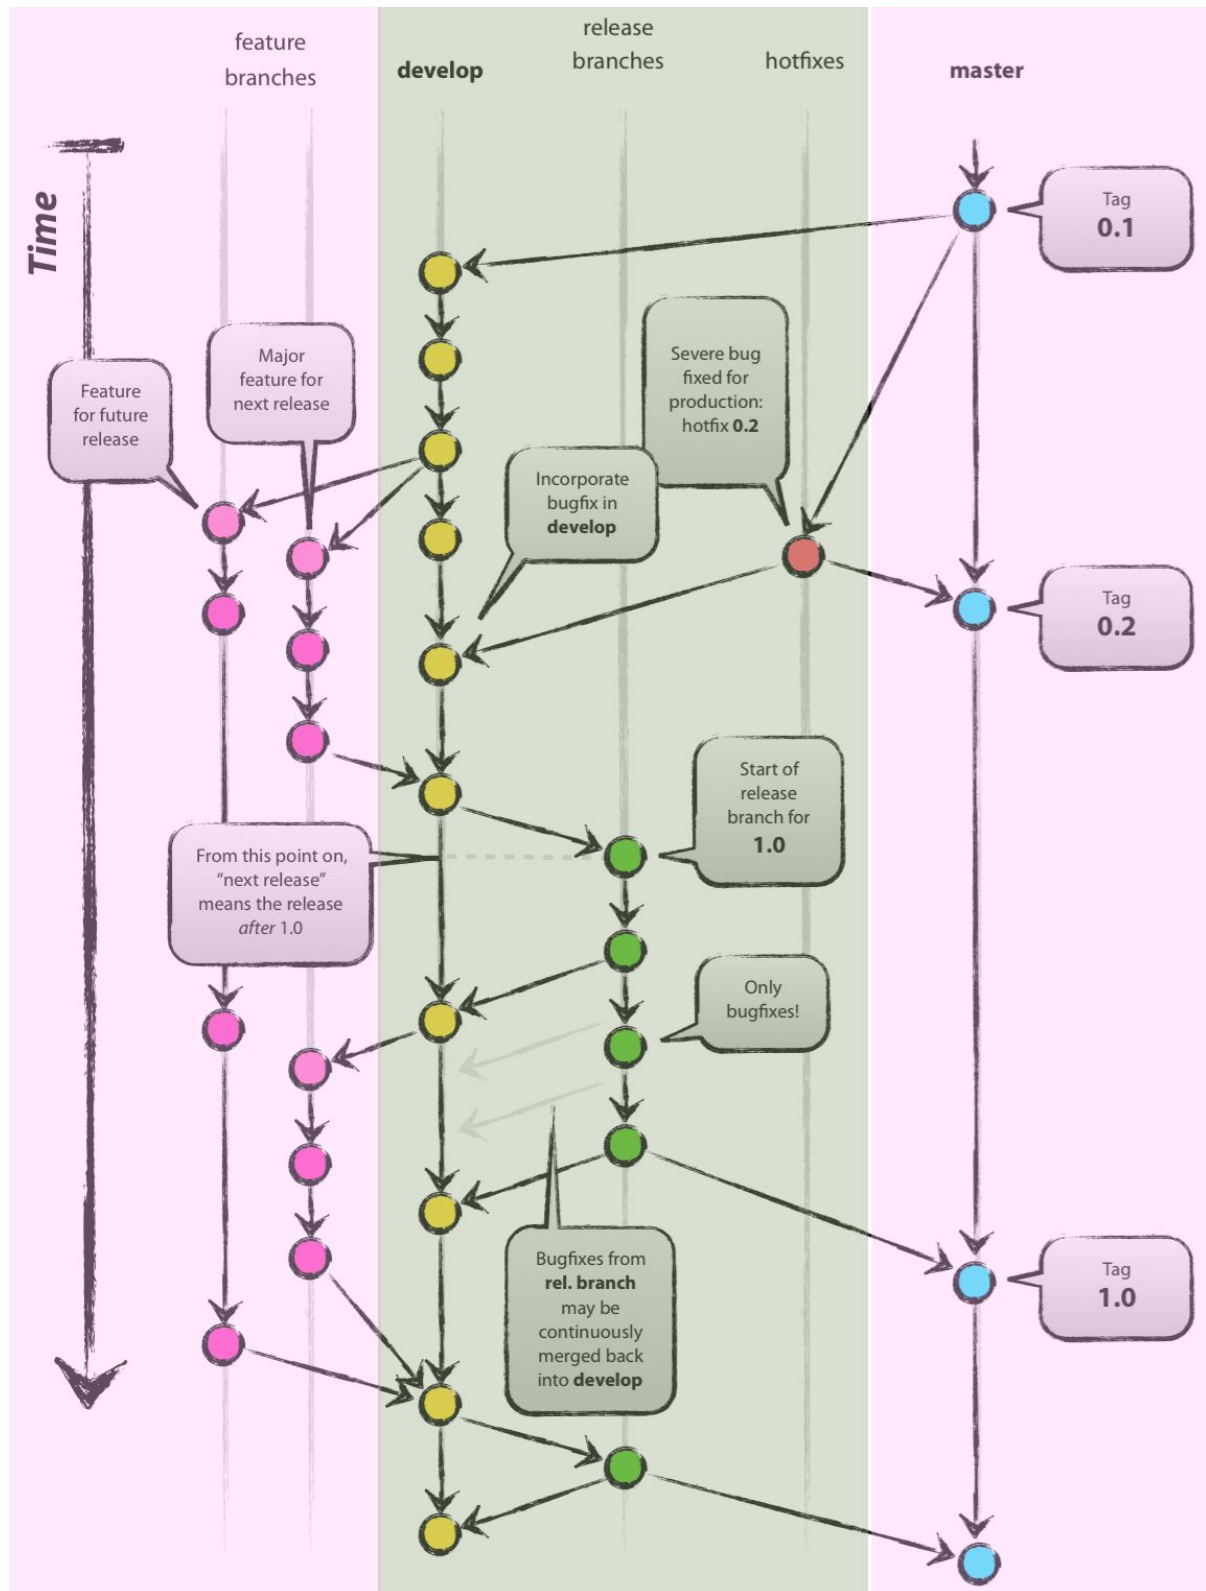 feature
branches
develop
release
branches
hotfixes
master
Time
Tag
0.1
Feature
for future
release
Major
feature for
next release
Severe bug
fixed for
production:
hotfix 0.2
Incorporate
bugfix in
develop
Tag
0.2
Start of
release
branch for
1.0
From this point on,
“next release”
means the release
after 1.0
Only
bugfixes!
Bugfixes from
rel. branch
may be
continuously
merged back
into develop
Tag
1.0